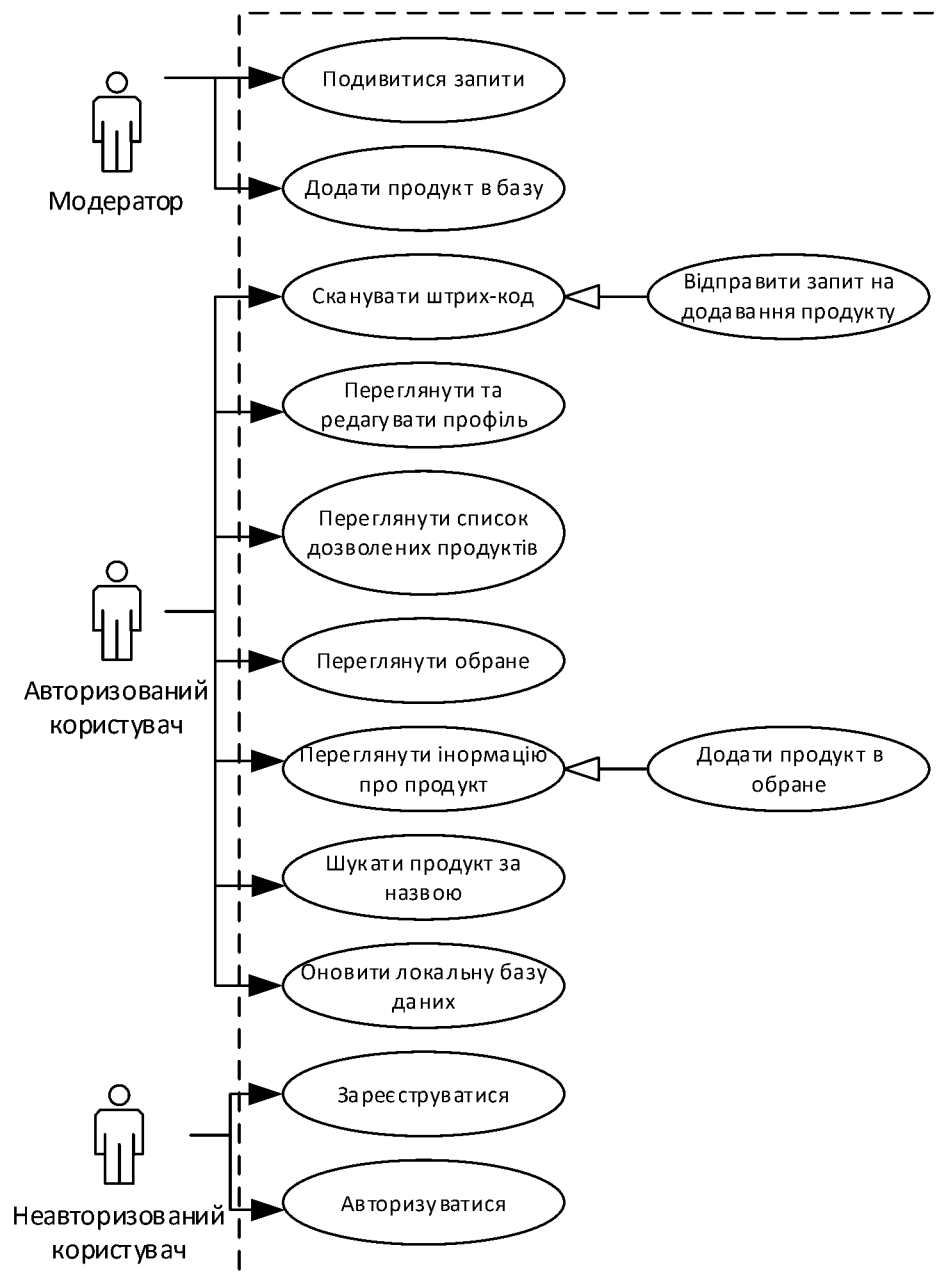 Подивитися запити
Модератор
Додати продукт в базу
Сканувати штрих-код
Відправити запит на
додавання продукту
Переглянути та
редагувати профіль
Переглянути список
дозволених продуктів
Авторизований
користувач
Переглянути обране
Переглянути інормацію
про продукт
Додати продукт в
обране
Шукати продукт за
назвою
Оновити локальну базу
даних
Зареєструватися
Неавторизований
користувач
Авторизуватися